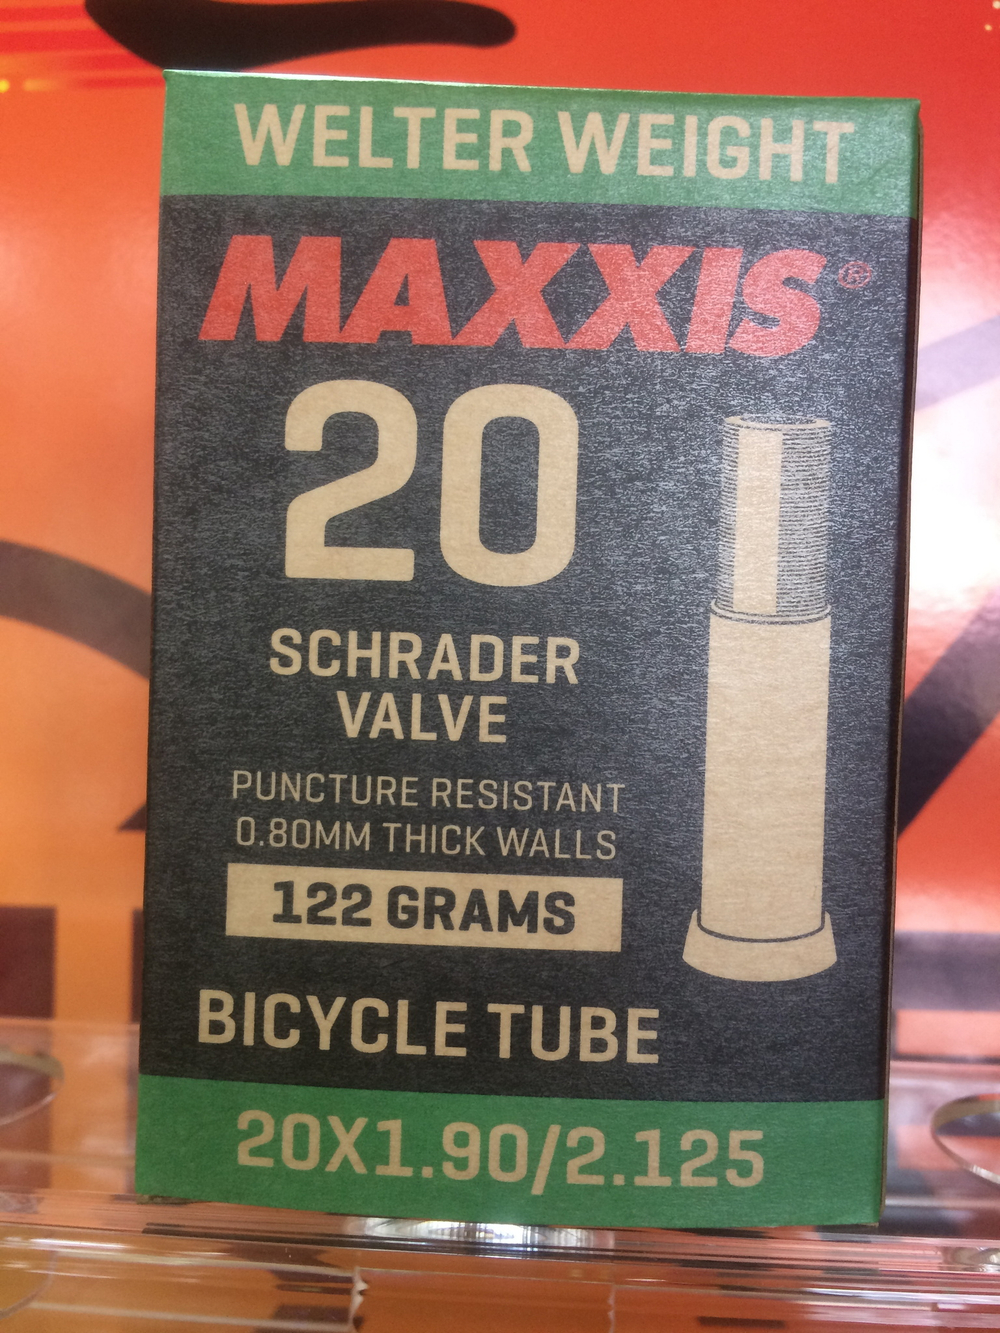 WELTER WEIGHT
MAXXIS®
20
SCHRADER
VALVE
PUNCTURE RESISTANT
0.80MM THICK WALLS
122 GRAMS
BICYCLE TUBE
20X1.90/2.125